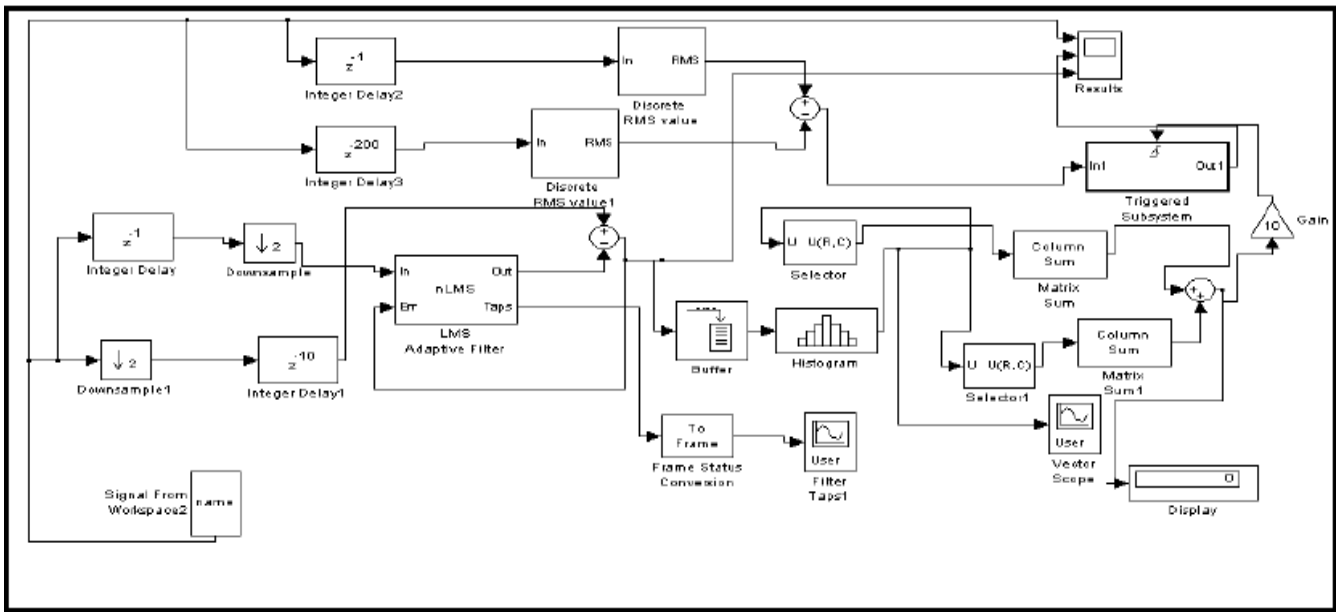 z^-1
Integer Delay2
In RMS
Discrete
RMS value
Results
z^-200
Integer Delay3
In RMS
Discrete
RMS value1
In1 Out1
Triggered
Subsystem
10
Gain
z^-1
Integer Delay
2
Downsample
In Out
nLMS
Err Taps
LMS
Adaptive Filter
U U(R,C)
Selector
Column
Sum
Matrix
Sum
2
Downsample1
z^-10
Integer Delay1
Buffer
Histogram
U U(R,C)
Selector1
Column
Sum
Matrix
Sum1
To
Frame
Frame Status
Conversion
User
Filter
Taps1
User
Vector
Scope
0
Display
Signal From
Workspace2
name